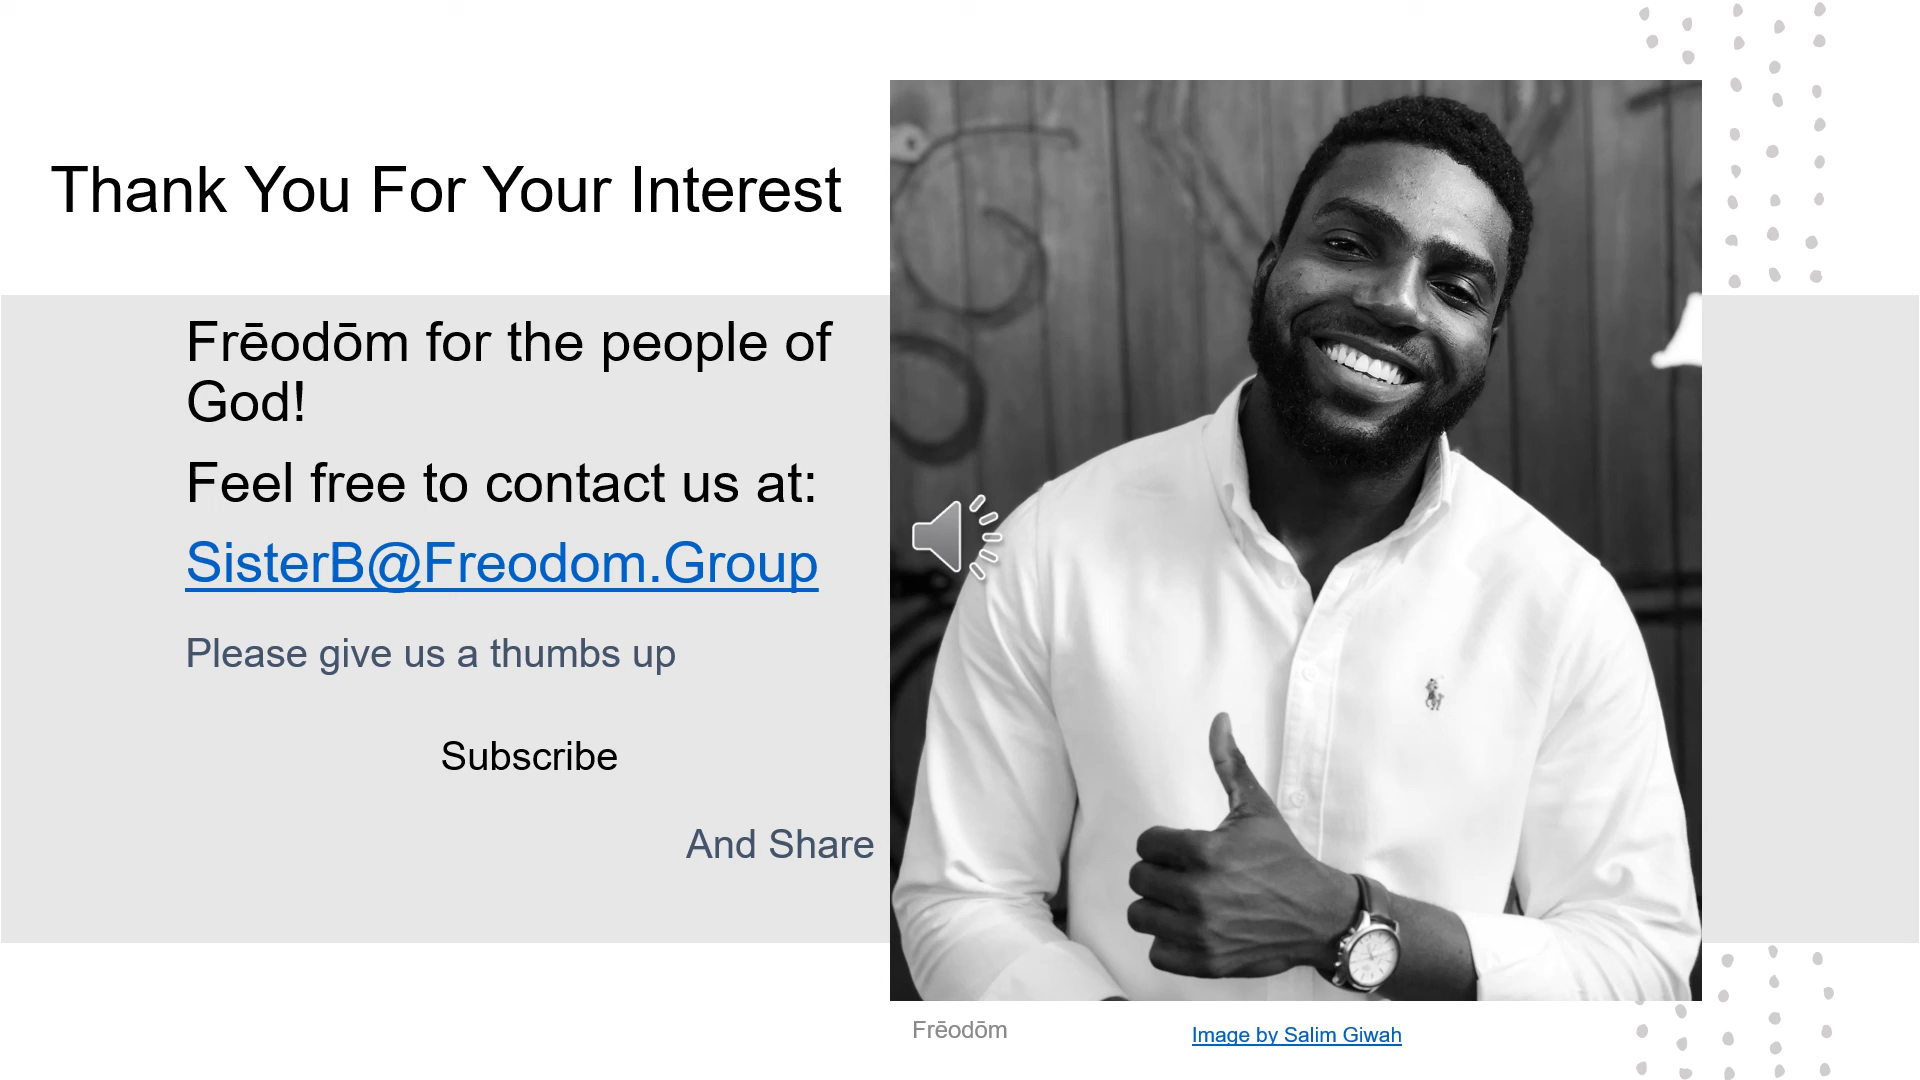 Thank You For Your Interest
Frēodōm for the people of
God!
Feel free to contact us at:
SisterB@Freodom.Group
Please give us a thumbs up
Subscribe
And Share
Frēodōm
Image by Salim Giwah